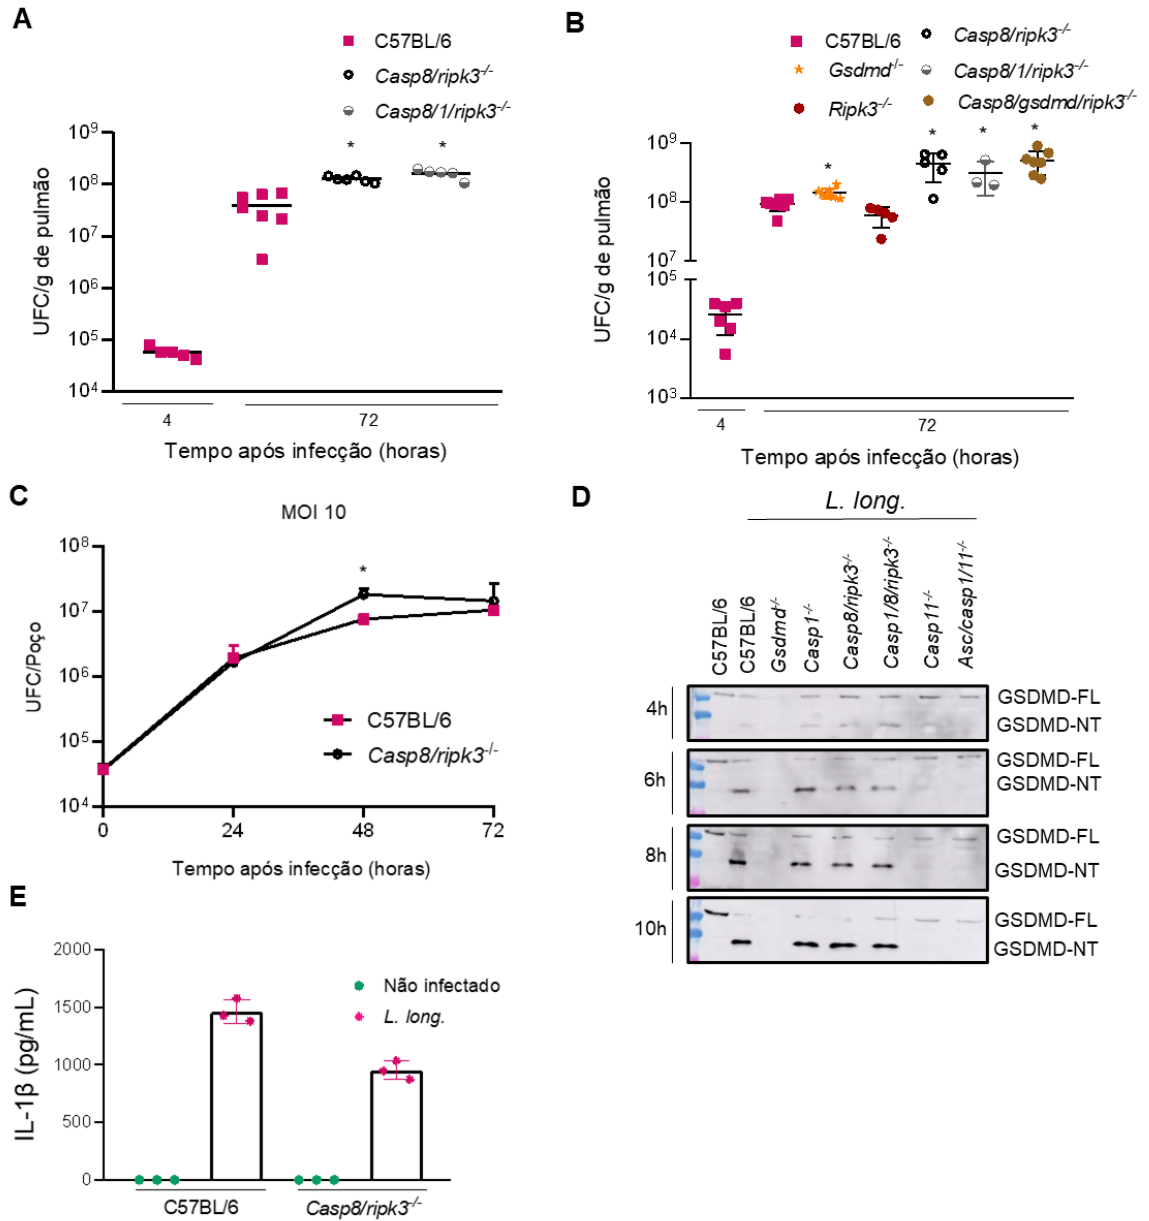 A
C57BL/6
Casp8/ripk3-/-
Casp8/1/ripk3-/-
UFC/g de pulmão
10⁹
10⁸
10⁷
10⁶
10⁵
10⁴
*
*
4
72
Tempo após infecção (horas)
B
C57BL/6
Gsdmd-/-
Ripk3-/-
Casp8/ripk3-/-
Casp8/1/ripk3-/-
Casp8/gsdmd/ripk3-/-
UFC/g de pulmão
10⁹
10⁸
10⁷
10⁵
10⁴
10³
*
*
*
*
4
72
Tempo após infecção (horas)
C
MOI 10
UFC/Poço
10⁸
10⁷
10⁶
10⁵
10⁴
*
C57BL/6
Casp8/ripk3-/-
0
24
48
72
Tempo após infecção (horas)
D
L. long.
C57BL/6
C57BL/6
Gsdmd-/-
Casp1-/-
Casp8/ripk3-/-
Casp1/8/ripk3-/-
Casp11-/-
Asc/casp1/11-/-
4h
GSDMD-FL
GSDMD-NT
6h
GSDMD-FL
GSDMD-NT
8h
GSDMD-FL
GSDMD-NT
10h
GSDMD-FL
GSDMD-NT
E
IL-1β (pg/mL)
2000
1500
1000
500
0
Não infectado
L. long.
C57BL/6
Casp8/ripk3-/-